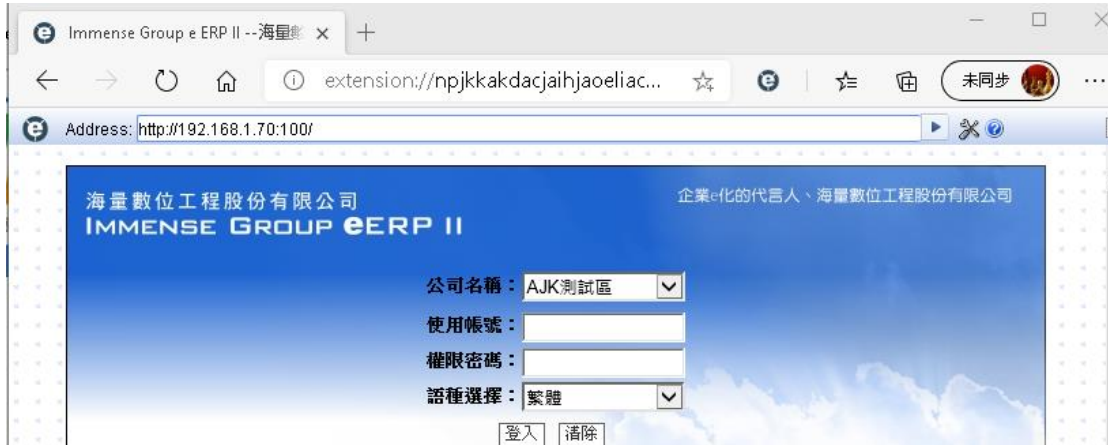 Immense Group e ERP II --海量
extension://npjkkakdacjaihjaoeliac...
未同步
Address: http://192.168.1.70:100/
海量數位工程股份有限公司
企業e化的代言人、海量數位工程股份有限公司
IMMENSE GROUP eERP II
公司名稱：AJK測試區
使用帳號：
權限密碼：
語種選擇：繁體
登入 清除